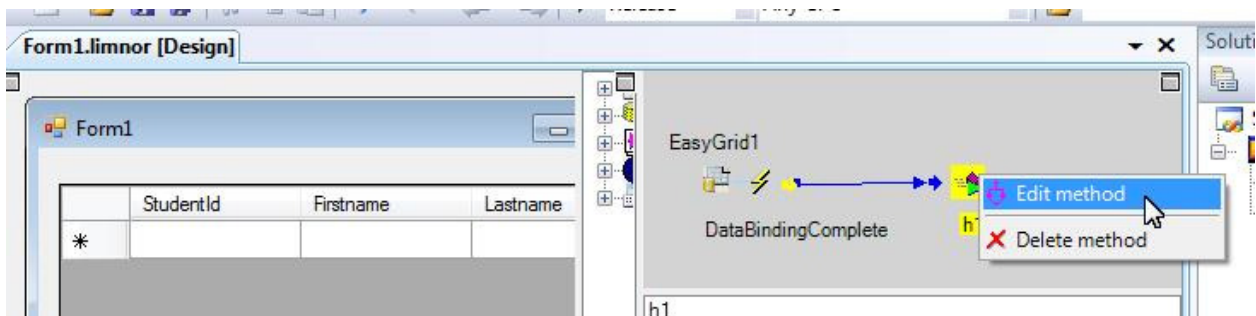 Form1.limnor [Design]
Form1
StudentId Firstname Lastname
EasyGrid1
DataBindingComplete
Edit method
Delete method
h1